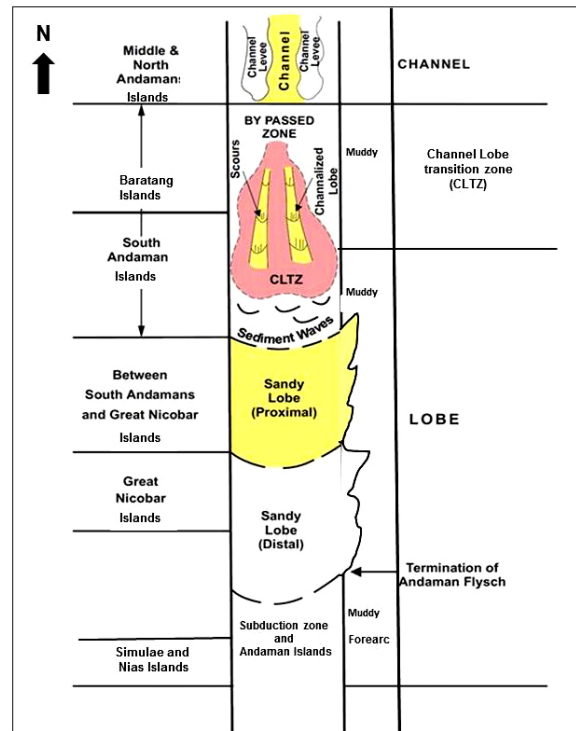 N
Middle &
North
Andaman:
Islands
Channel
Levee
Channel
Channel
Levee
CHANNEL
BY PASSED
ZONE
Muddy
Channel Lobe
transition zone
(CLTZ)
Baratang
Islands
Scours
Channalized
Lobe
South
Andaman
Islands
CLTZ
Muddy
Sediment Waves
Between
South Andamans
and Great Nicobar
Islands
Sandy
Lobe
(Proximal)
LOBE
Great
Nicobar
Islands
Sandy
Lobe
(Distal)
Termination of
Andaman Flysch
Subduction zone
and
Andaman Islands
Muddy
Forearc
Simulae and
Nias Islands